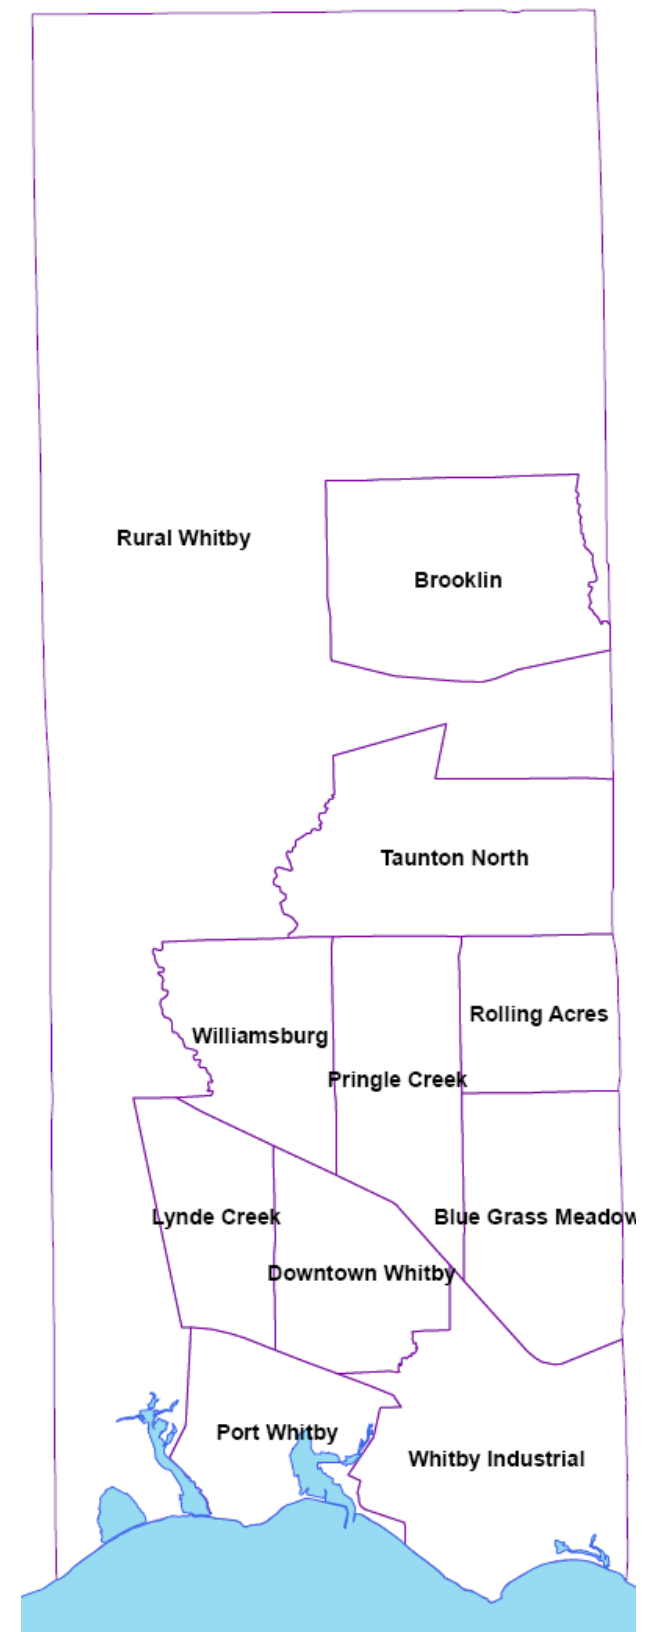 Rural Whitby
Brooklin
Taunton North
Rolling Acres
Williamsburg
Pringle Creek
Lynde Creek
Blue Grass Meadow
Downtown Whitby
Port Whitby
Whitby Industrial